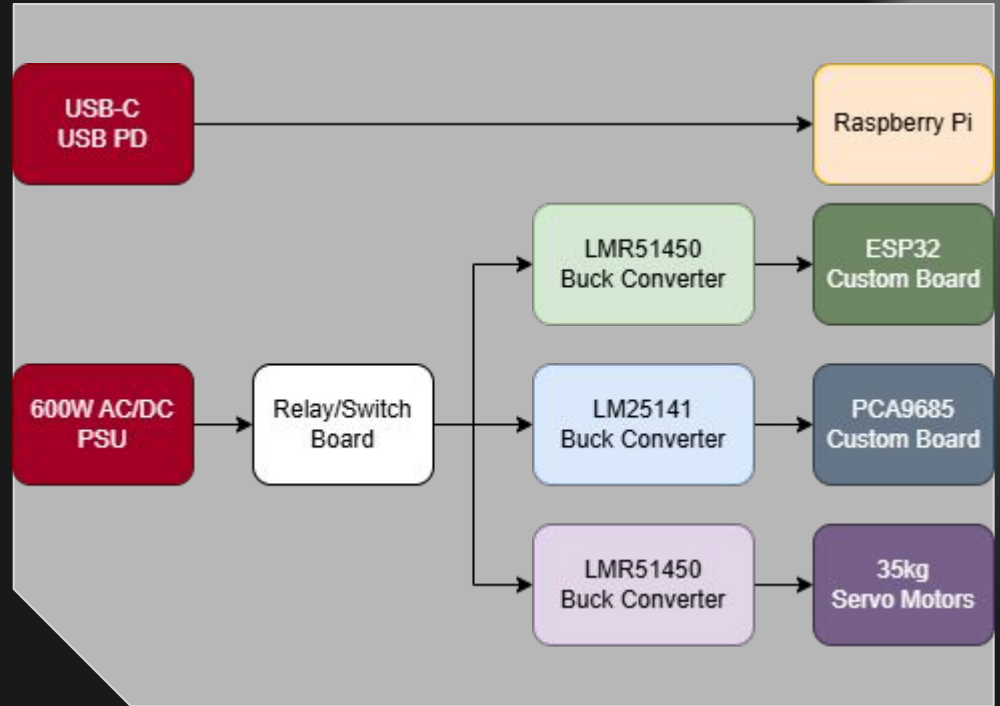 USB-C
USB PD
Raspberry Pi
LMR51450
Buck Converter
ESP32
Custom Board
600W AC/DC
PSU
Relay/Switch
Board
LM25141
Buck Converter
PCA9685
Custom Board
LMR51450
Buck Converter
35kg
Servo Motors